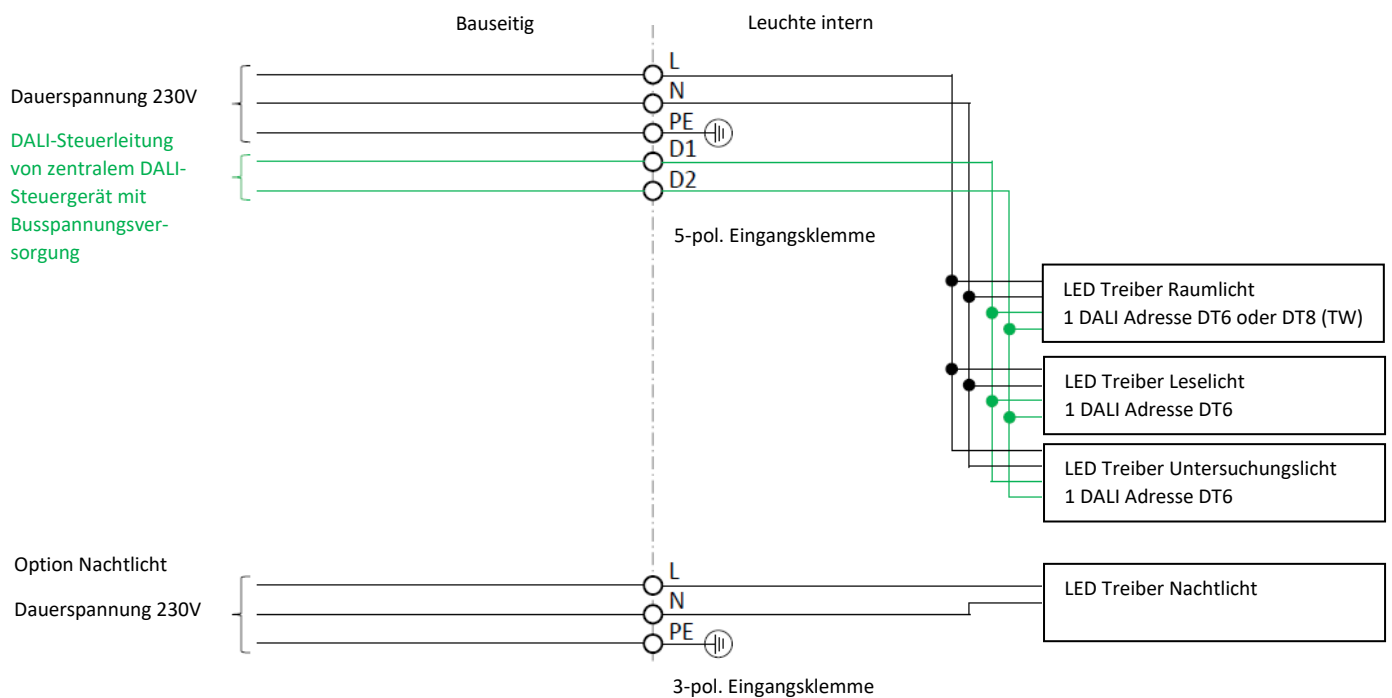 Bauseitig
Leuchte intern
L
N
Dauerspannung 230V
PE
DALI-Steuerleitung
von zentralem DALI-
Steuergerät mit
Busspannungsver-
sorgung
D1
D2
5-pol. Eingangsklemme
LED Treiber Raumlicht
1 DALI Adresse DT6 oder DT8 (TW)
LED Treiber Leselicht
1 DALI Adresse DT6
LED Treiber Untersuchungslicht
1 DALI Adresse DT6
Option Nachtlicht
Dauerspannung 230V
L
N
PE
LED Treiber Nachtlicht
3-pol. Eingangsklemme